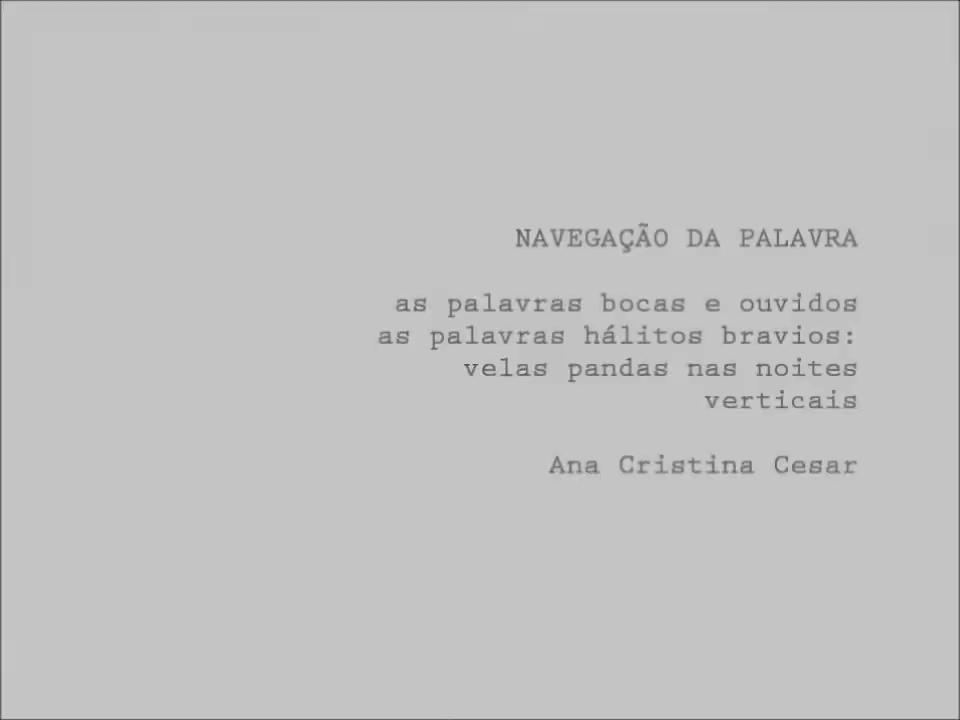 NAVEGAÇÃO DA PALAVRA
as palavras bocas e ouvidos
as palavras hálitos bravios:
velas pandas nas noites
verticais
Ana Cristina Cesar